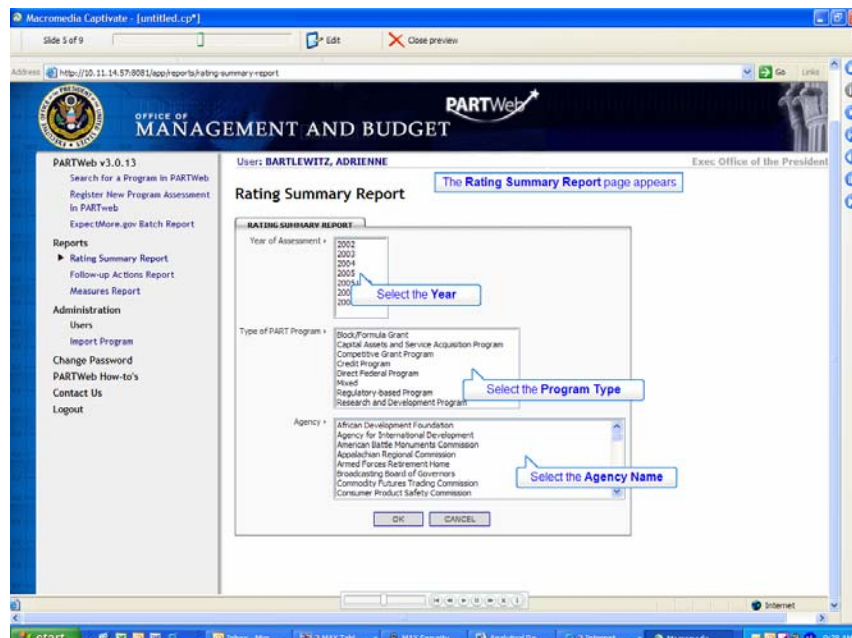 Macromedia Captivate - [untitled.cp*]
Slide 5 of 9 Edit Close preview
Address http://10.11.14.57:8081/app/reports/rating-summary-report Go Links
OFFICE OF
MANAGEMENT AND BUDGET
PARTWeb
PARTWeb v3.0.13
Search for a Program in PARTWeb
Register New Program Assessment
in PARTweb
ExpectMore.gov Batch Report
Reports
Rating Summary Report
Follow-up Actions Report
Measures Report
Administration
Users
Import Program
Change Password
PARTWeb How-to's
Contact Us
Logout
User: BARTLEWITZ, ADRIENNE Exec Office of the President
The Rating Summary Report page appears
Rating Summary Report
RATING SUMMARY REPORT
Year of Assessment
2002
2003
2004
2005
Select the Year
Type of PART Program
Block/Formula Grant
Capital Assets and Service Acquisition Program
Competitive Grant Program
Credit Program
Direct Federal Program
Mixed
Regulatory-based Program
Research and Development Program
Select the Program Type
Agency
African Development Foundation
Agency for International Development
American Battle Monuments Commission
Appalachian Regional Commission
Armed Forces Retirement Home
Broadcasting Board of Governors
Commodity Futures Trading Commission
Consumer Product Safety Commission
Select the Agency Name
OK CANCEL
Internet
start